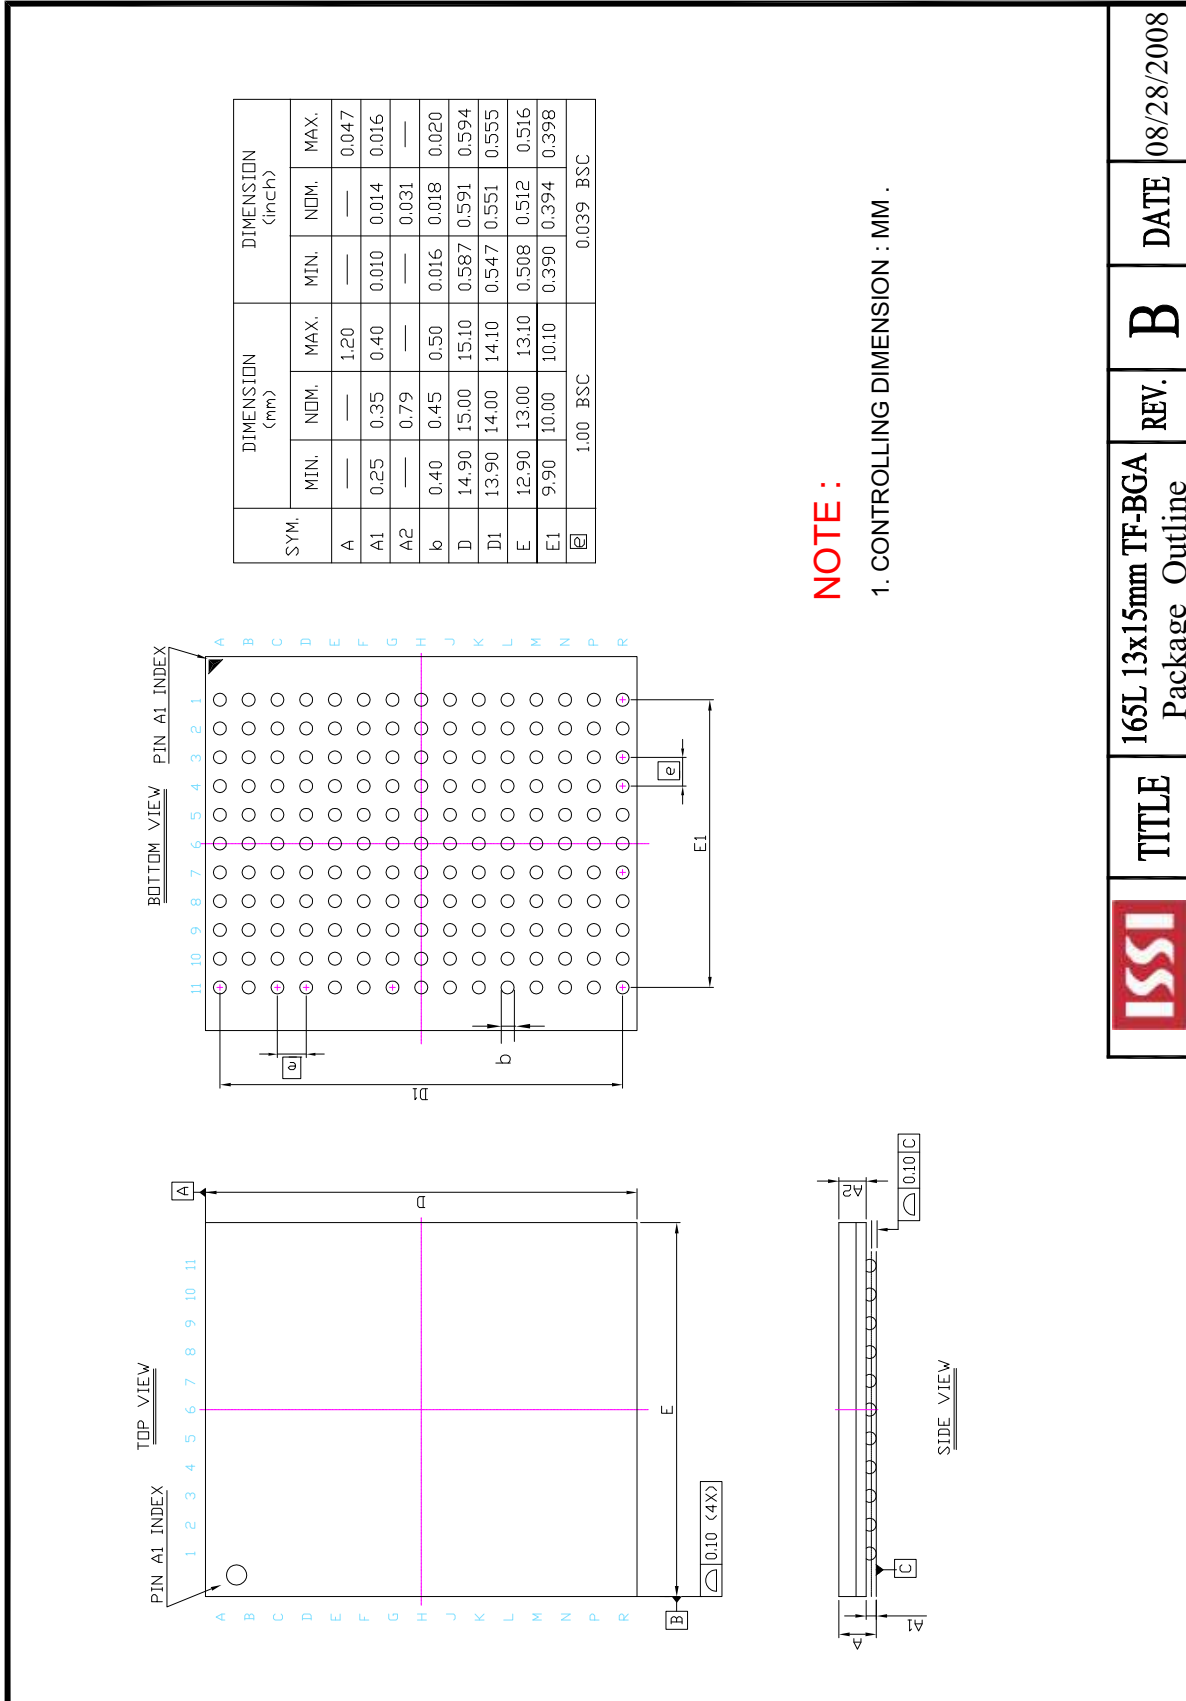 TOP VIEW
PIN A1 INDEX
1 2 3 4 5 6 7 8 9 10 11
A
B
C
D
E
F
G
H
J
K
L
M
N
P
R
A
D
E
B
0.10 (4X)
BOTTOM VIEW
PIN A1 INDEX
11 10 9 8 7 6 5 4 3 2 1
A
B
C
D
E
F
G
H
J
K
L
M
N
P
R
e
D1
b
e
E1
SYM.
DIMENSION (mm)
DIMENSION (inch)
MIN. NOM. MAX. MIN. NOM. MAX.
A — — 1.20 — — 0.047
A1 0.25 0.35 0.40 0.010 0.014 0.016
A2 — 0.79 — — 0.031 —
b 0.40 0.45 0.50 0.016 0.018 0.020
D 14.90 15.00 15.10 0.587 0.591 0.594
D1 13.90 14.00 14.10 0.547 0.551 0.555
E 12.90 13.00 13.10 0.508 0.512 0.516
E1 9.90 10.00 10.10 0.390 0.394 0.398
e 1.00 BSC 0.039 BSC
A
A1
C
A2
0.10 C
SIDE VIEW
NOTE :
1. CONTROLLING DIMENSION : MM .
ISSI
TITLE
165L 13x15mm TF-BGA
Package Outline
REV.
B
DATE
08/28/2008